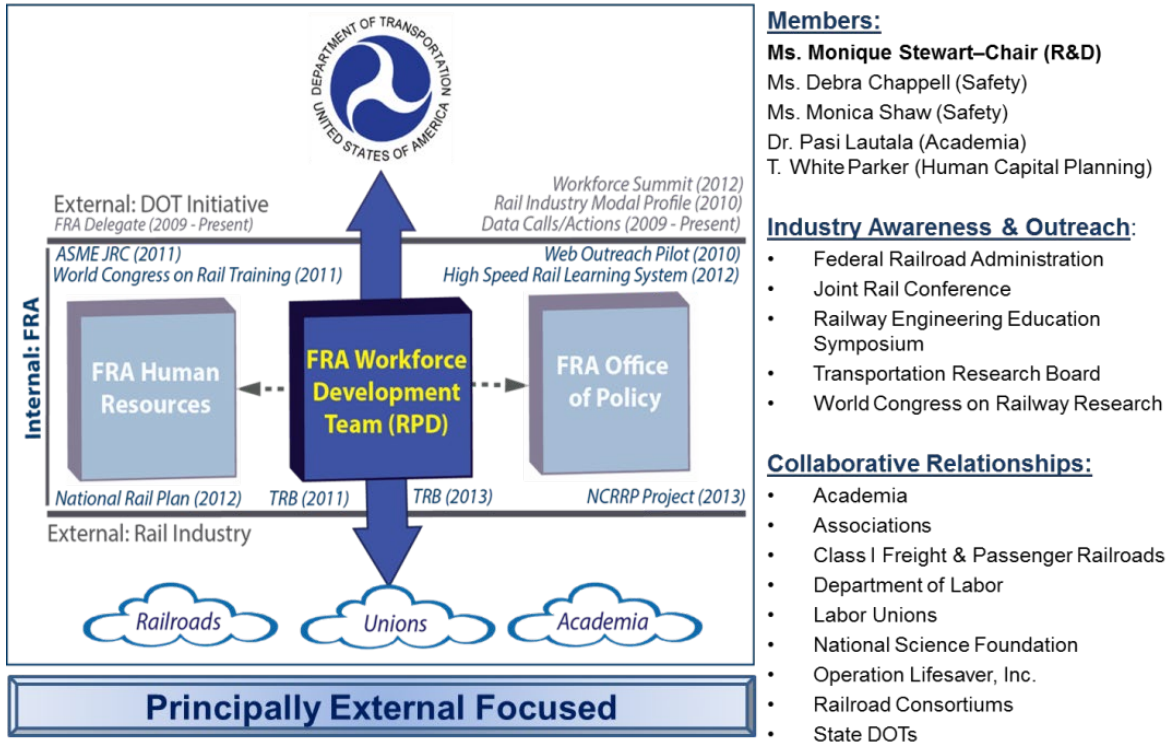 DEPARTMENT OF TRANSPORTATION
UNITED STATES OF AMERICA
External: DOT Initiative
FRA Delegate (2009 - Present)
Workforce Summit (2012)
Rail Industry Modal Profile (2010)
Data Calls/Actions (2009 - Present)
Internal: FRA
ASME JRC (2011)
World Congress on Rail Training (2011)
Web Outreach Pilot (2010)
High Speed Rail Learning System (2012)
FRA Human
Resources
FRA Workforce
Development
Team (RPD)
FRA Office
of Policy
National Rail Plan (2012)
TRB (2011)
TRB (2013)
NCRRP Project (2013)
External: Rail Industry
Railroads
Unions
Academia
Principally External Focused
Members:
Ms. Monique Stewart–Chair (R&D)
Ms. Debra Chappell (Safety)
Ms. Monica Shaw (Safety)
Dr. Pasi Lautala (Academia)
T. White Parker (Human Capital Planning)
Industry Awareness & Outreach:
• Federal Railroad Administration
• Joint Rail Conference
• Railway Engineering Education
Symposium
• Transportation Research Board
• World Congress on Railway Research
Collaborative Relationships:
• Academia
• Associations
• Class I Freight & Passenger Railroads
• Department of Labor
• Labor Unions
• National Science Foundation
• Operation Lifesaver, Inc.
• Railroad Consortiums
• State DOTs